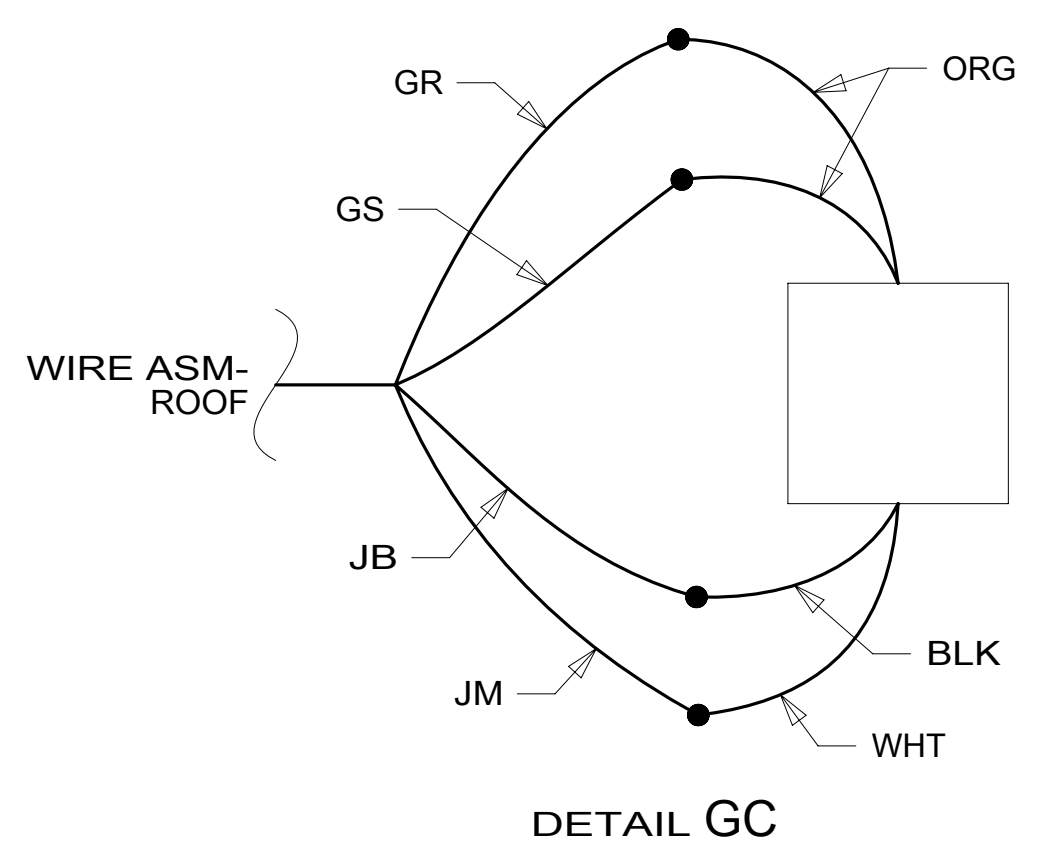 GR
ORG
GS
WIRE ASM-
ROOF
JB
BLK
JM
WHT
DETAIL GC